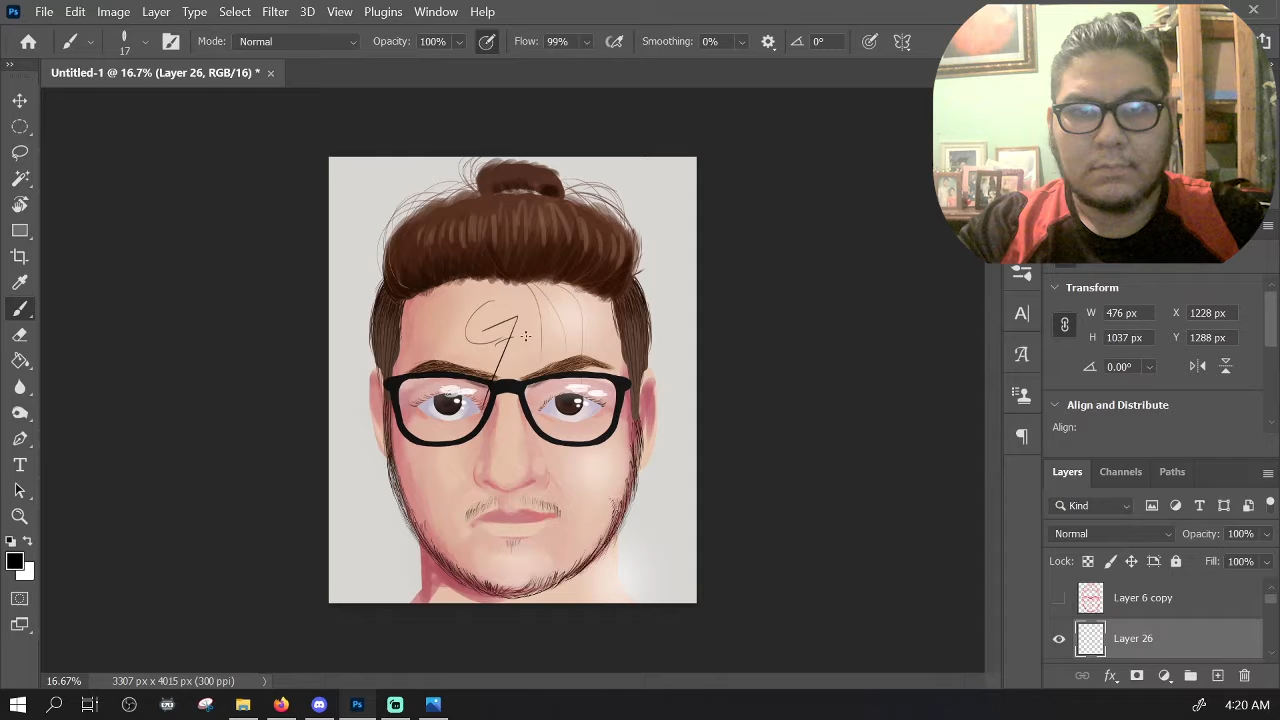 Ps File Edit Image Layer Type Select Filter 3D View Plugins Window Help
17 Mode: Normal Opacity: 100% Flow: 99% Smoothing: 0% 0°
Untitled-1 @ 16.7% (Layer 26, RGB/16) *
Transform
W 476 px X 1228 px
H 1037 px Y 1288 px
0.00°
Align and Distribute
Align:
Layers Channels Paths
Kind
Normal Opacity: 100%
Lock: Fill: 100%
Layer 6 copy
Layer 26
fx
G
16.67% 3307 px x 4015 px (300 ppi)
Ps 4:20 AM